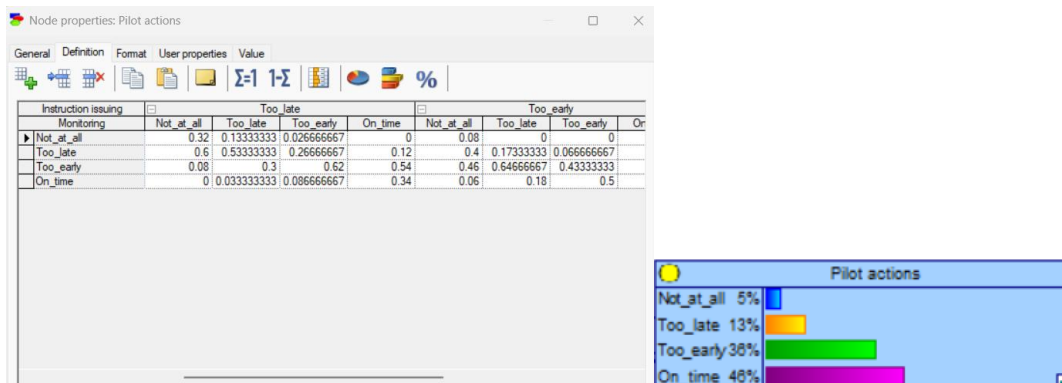 Node properties: Pilot actions
General Definition Format User properties Value
Σ=1 1-Σ %
Instruction issuing Too_late Too_early
Monitoring Not_at_all Too_late Too_early On_time Not_at_all Too_late Too_early On
Not_at_all 0.32 0.13333333 0.026666667 0 0.08 0 0
Too_late 0.6 0.53333333 0.26666667 0.12 0.4 0.17333333 0.066666667
Too_early 0.08 0.3 0.62 0.54 0.46 0.64666667 0.43333333
On_time 0 0.033333333 0.086666667 0.34 0.06 0.18 0.5
Pilot actions
Not_at_all 5%
Too_late 13%
Too_early 36%
On_time 46%